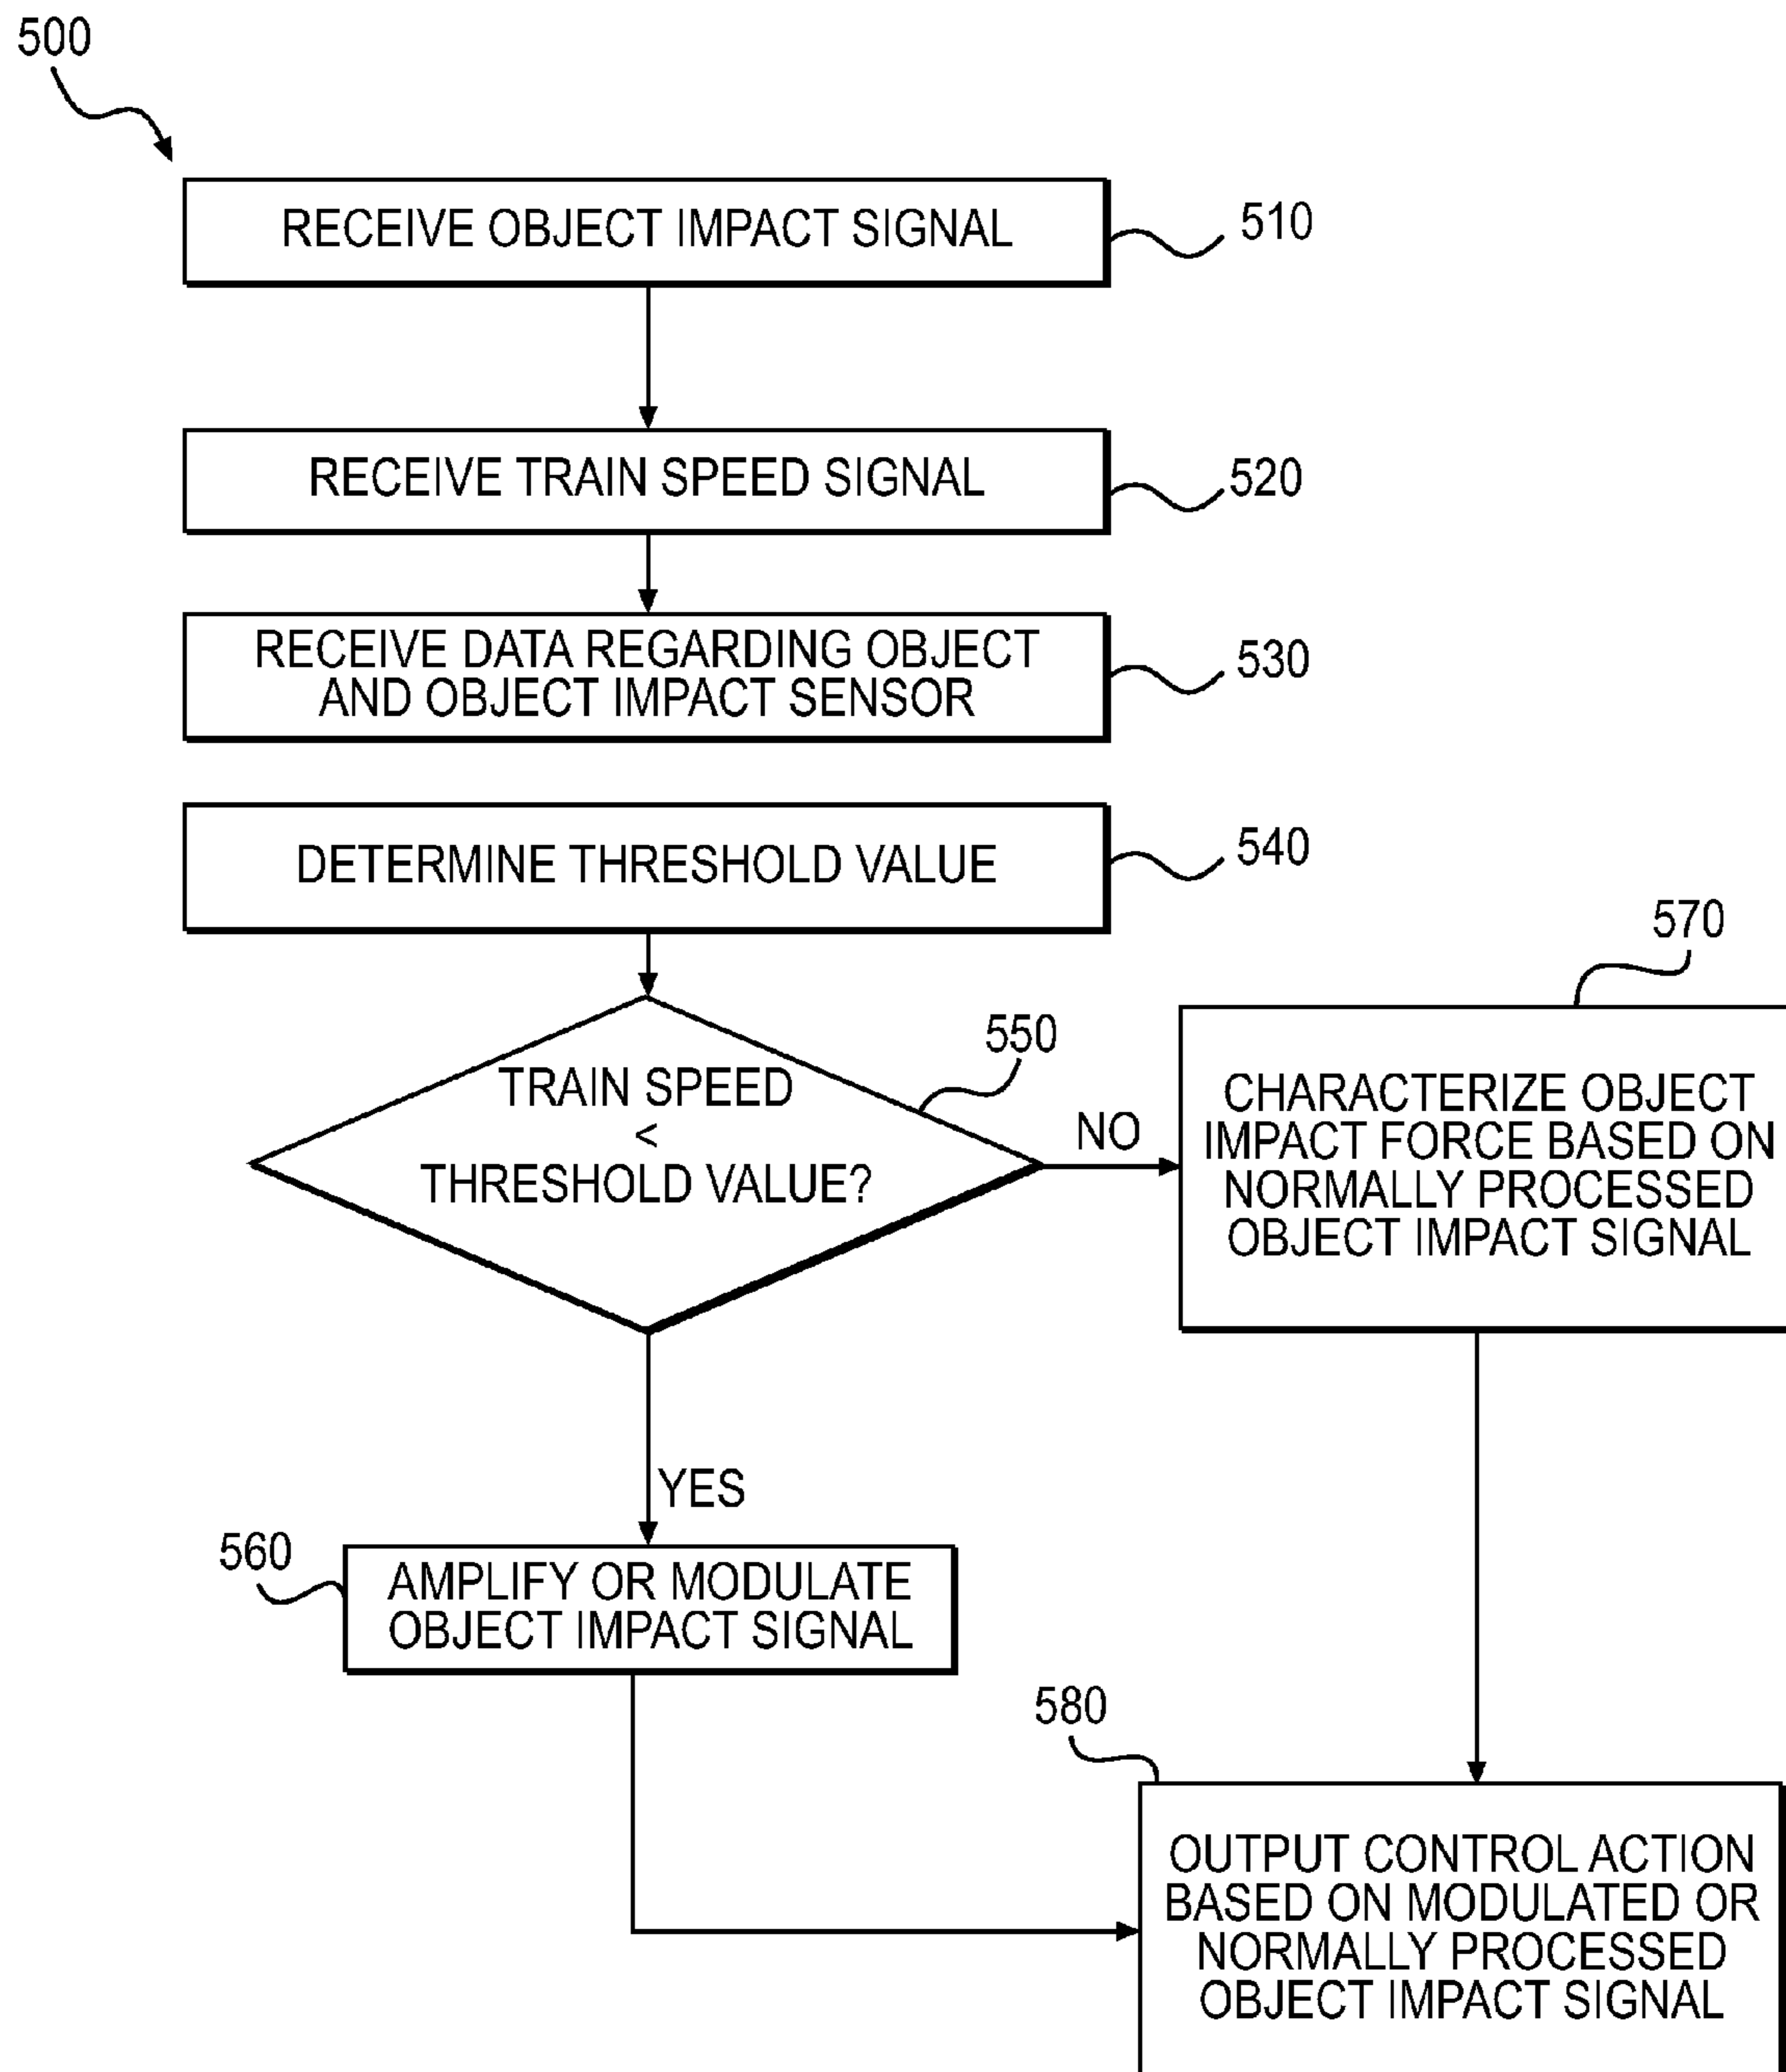 500
RECEIVE OBJECT IMPACT SIGNAL
510
RECEIVE TRAIN SPEED SIGNAL
520
RECEIVE DATA REGARDING OBJECT
AND OBJECT IMPACT SENSOR
530
DETERMINE THRESHOLD VALUE
540
TRAIN SPEED
<
THRESHOLD VALUE?
550
NO
570
CHARACTERIZE OBJECT
IMPACT FORCE BASED ON
NORMALLY PROCESSED
OBJECT IMPACT SIGNAL
YES
560
AMPLIFY OR MODULATE
OBJECT IMPACT SIGNAL
580
OUTPUT CONTROL ACTION
BASED ON MODULATED OR
NORMALLY PROCESSED
OBJECT IMPACT SIGNAL